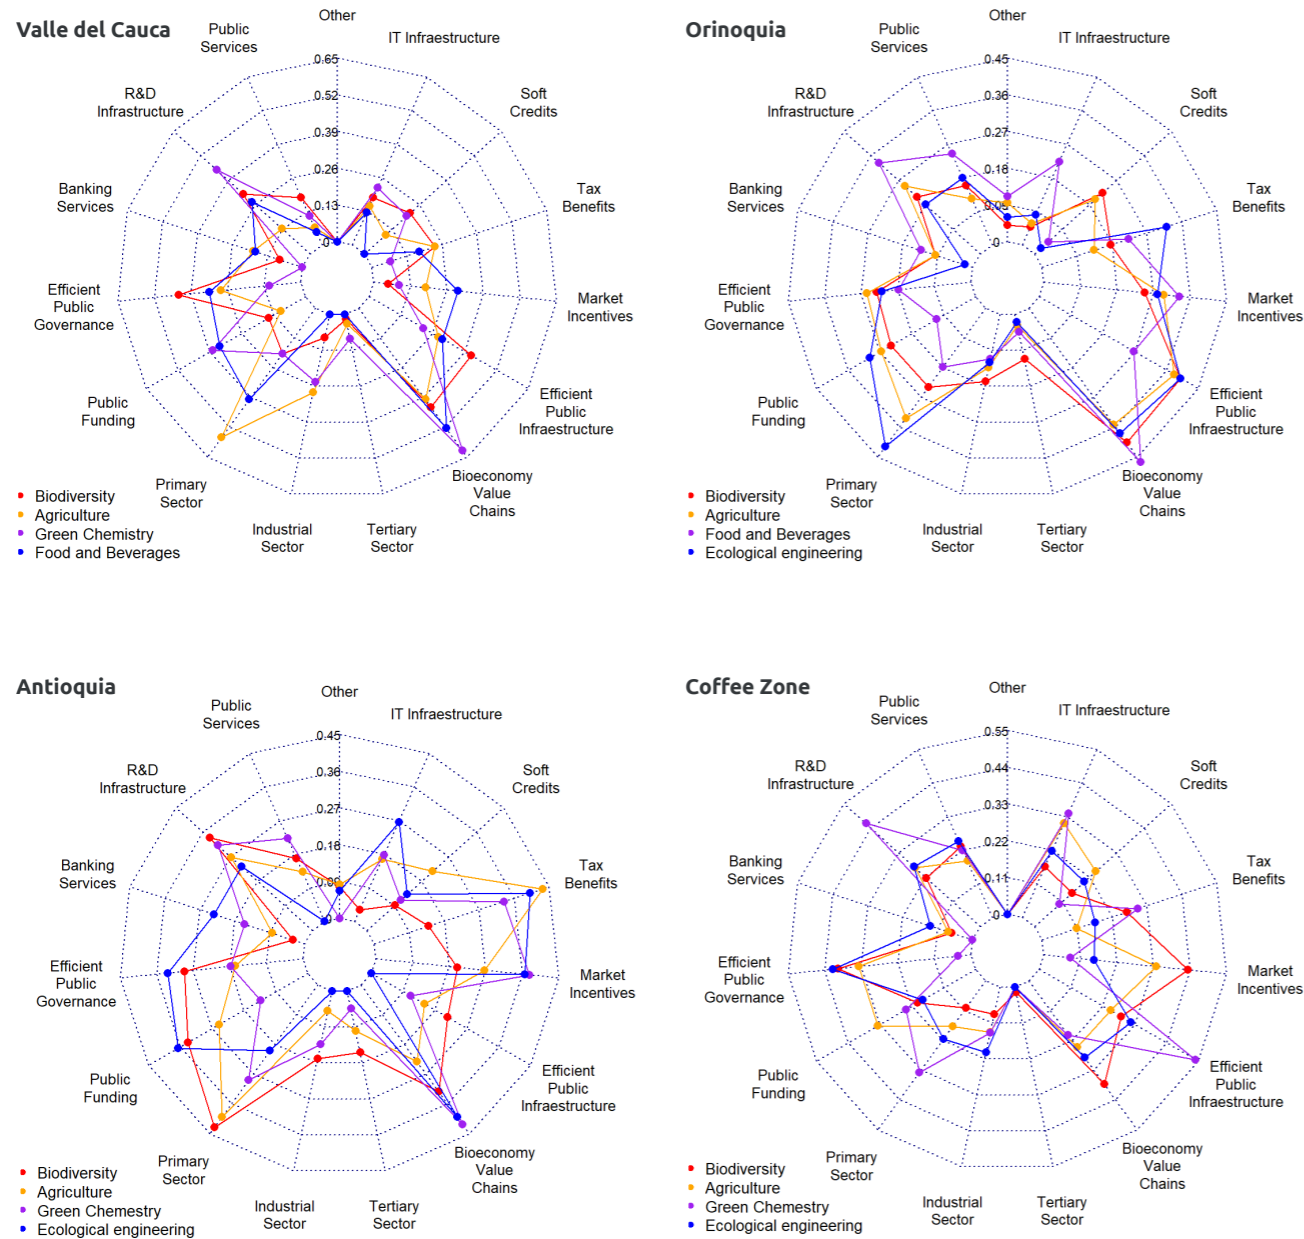 Valle del Cauca
Other
Public
Services
IT Infraestructure
R&D
Infrastructure
Soft
Credits
Banking
Services
Tax
Benefits
Efficient
Public
Governance
Market
Incentives
Public
Funding
Efficient
Public
Infraestructure
Primary
Sector
Bioeconomy
Value
Chains
Industrial
Sector
Tertiary
Sector
0.65
0.52
0.39
0.26
0.13
0
Biodiversity
Agriculture
Green Chemistry
Food and Beverages
Orinoquia
Other
Public
Services
IT Infraestructure
R&D
Infrastructure
Soft
Credits
Banking
Services
Tax
Benefits
Efficient
Public
Governance
Market
Incentives
Public
Funding
Efficient
Public
Infraestructure
Primary
Sector
Bioeconomy
Value
Chains
Industrial
Sector
Tertiary
Sector
0.45
0.36
0.27
0.18
0.09
0
Biodiversity
Agriculture
Food and Beverages
Ecological engineering
Antioquia
Other
Public
Services
IT Infraestructure
R&D
Infrastructure
Soft
Credits
Banking
Services
Tax
Benefits
Efficient
Public
Governance
Market
Incentives
Public
Funding
Efficient
Public
Infraestructure
Primary
Sector
Bioeconomy
Value
Chains
Industrial
Sector
Tertiary
Sector
0.45
0.36
0.27
0.18
0.09
0
Biodiversity
Agriculture
Green Chemestry
Ecological engineering
Coffee Zone
Other
Public
Services
IT Infraestructure
R&D
Infrastructure
Soft
Credits
Banking
Services
Tax
Benefits
Efficient
Public
Governance
Market
Incentives
Public
Funding
Efficient
Public
Infraestructure
Primary
Sector
Bioeconomy
Value
Chains
Industrial
Sector
Tertiary
Sector
0.55
0.44
0.33
0.22
0.11
0
Biodiversity
Agriculture
Green Chemestry
Ecological engineering